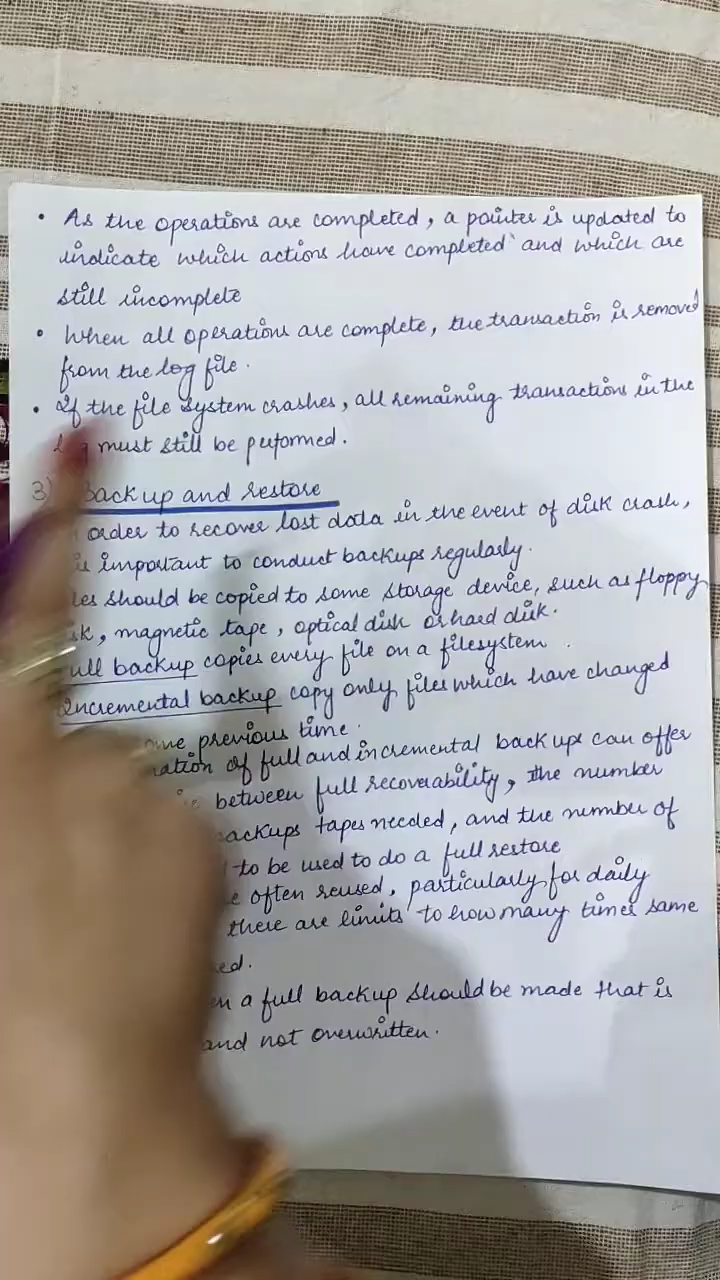 • As the operations are completed, a pointer is updated to
indicate which actions have completed and which are
still incomplete
• When all operations are complete, the transaction is removed
from the log file.
• If the file system crashes, all remaining transactions in the
must still be performed.
3) Backup and restore
order to recover lost data in the event of disk crash,
is important to conduct backups regularly.
should be copied to some storage device, such as floppy
magnetic tape, optical disk or hard disk.
backup copies every file on a filesystem.
Incremental backup copy only files which have changed
previous time.
of full and incremental backups can offer
between full recoverability, the number
backups tapes needed, and the number of
to be used to do a full restore
often reused, particularly for daily
there are limits to how many times same
a full backup should be made that is
and not overwritten.